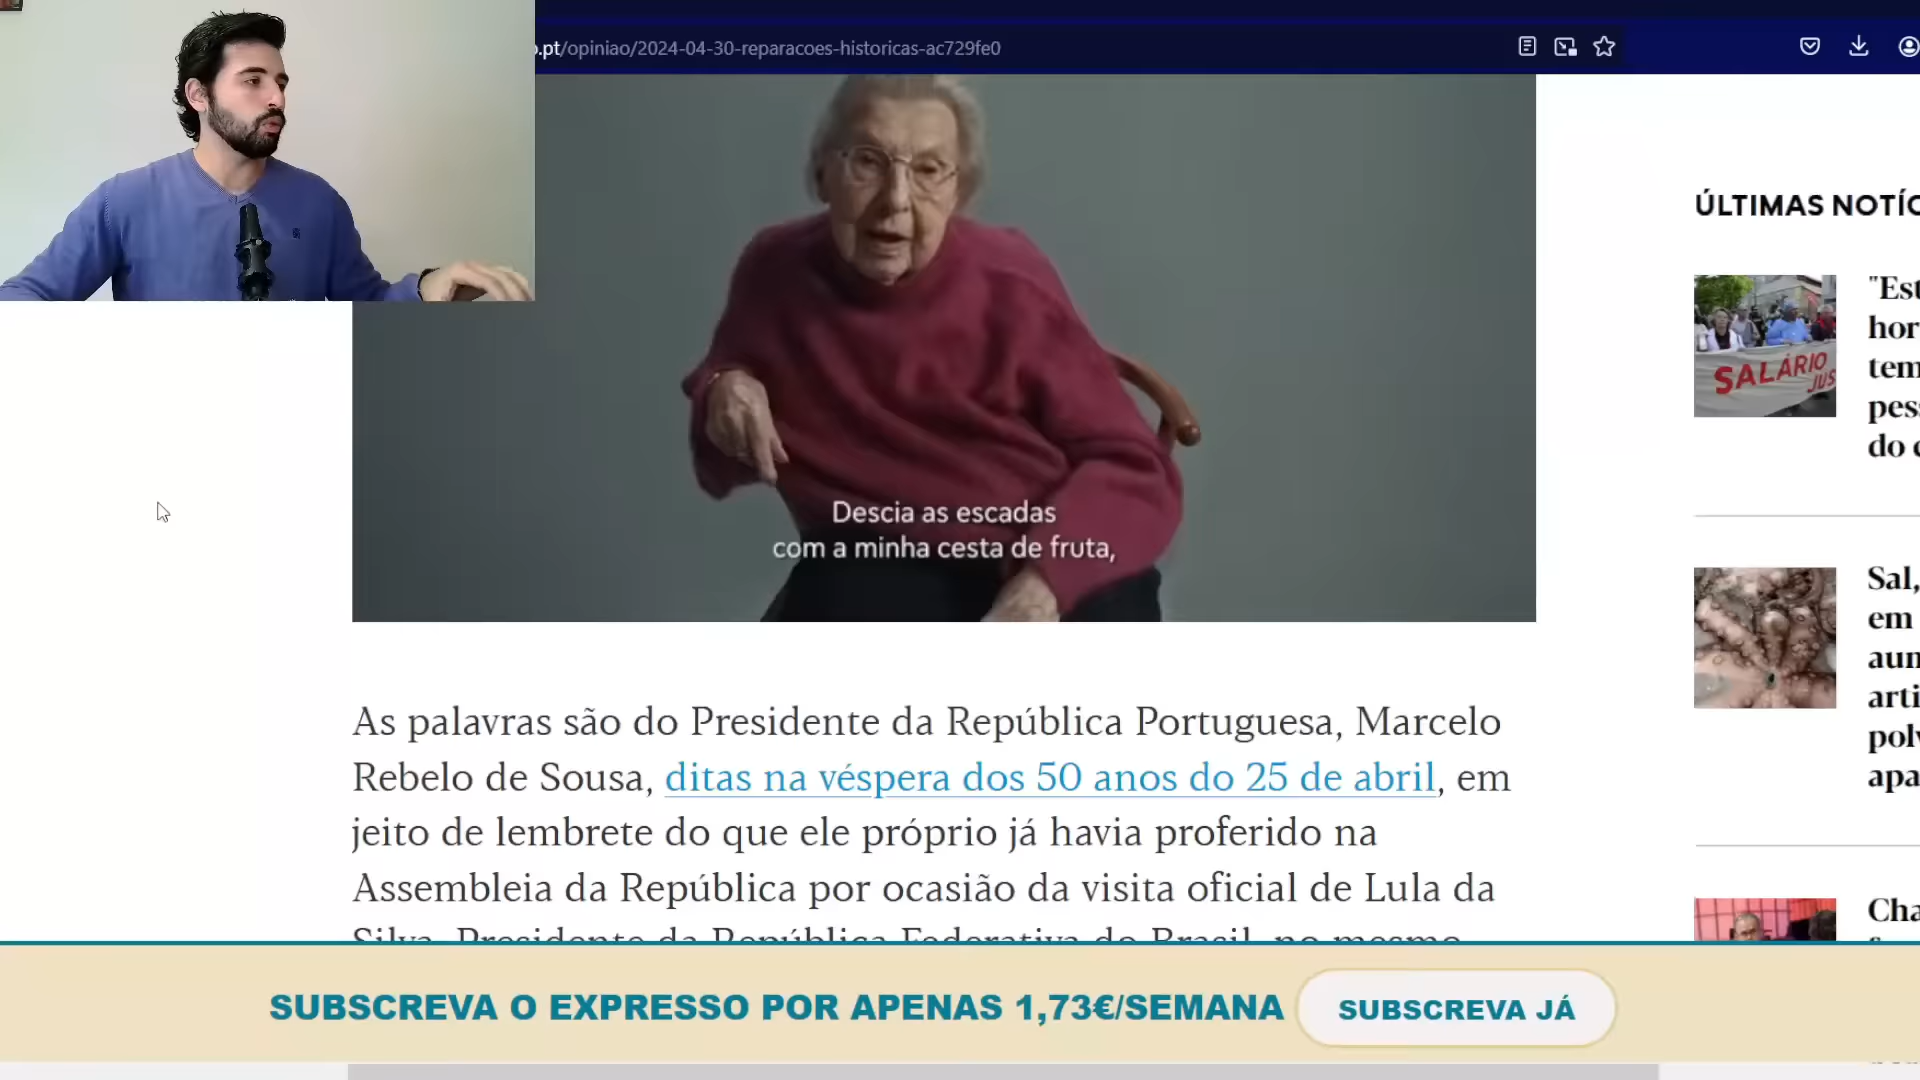 .pt/opiniao/2024-04-30-reparacoes-historicas-ac729fe0
ÚLTIMAS NOTÍC
"Est
hor
tem
pes
do c
SALÁRIO
JUS
Descia as escadas
com a minha cesta de fruta,
Sal,
em
aum
arti
polv
apa
As palavras são do Presidente da República Portuguesa, Marcelo
Rebelo de Sousa, ditas na véspera dos 50 anos do 25 de abril, em
jeito de lembrete do que ele próprio já havia proferido na
Assembleia da República por ocasião da visita oficial de Lula da
Silva, Presidente da República Federativa do Brasil, no mesmo
Cha
SUBSCREVA O EXPRESSO POR APENAS 1,73€/SEMANA
SUBSCREVA JÁ